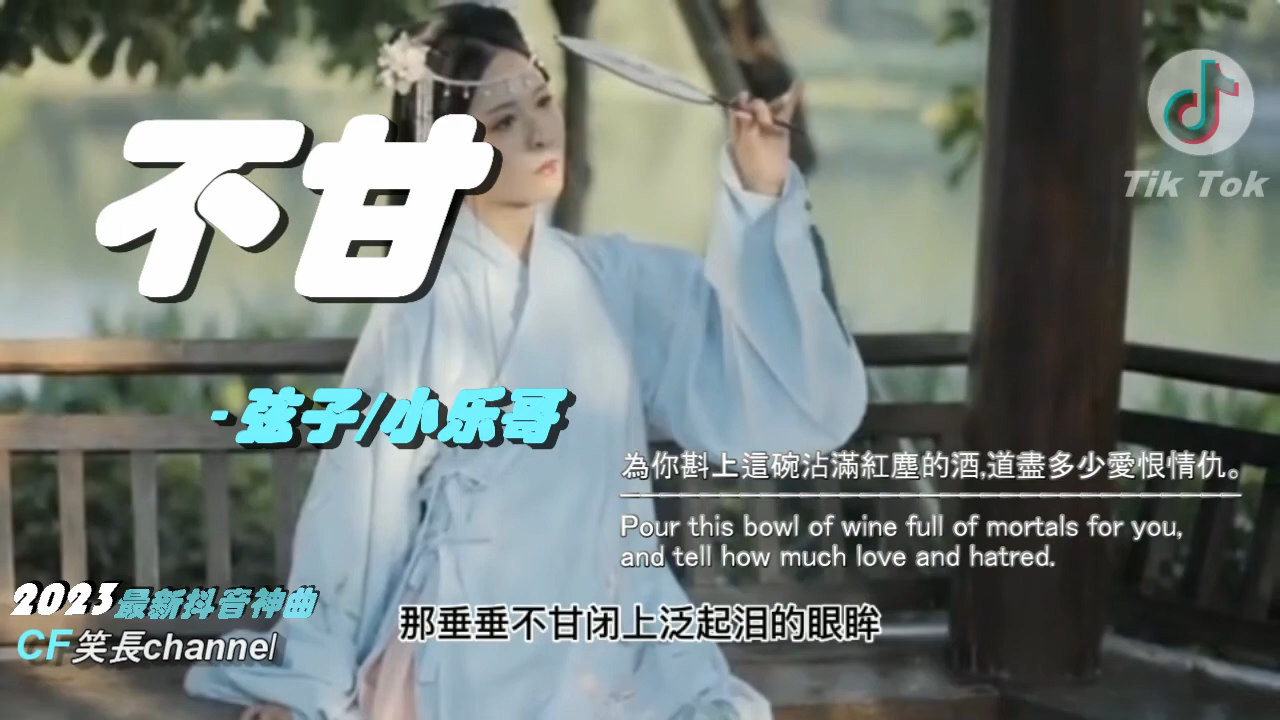 不甘
Tik Tok
-弦子/小乐哥
為你斟上這碗沾滿紅塵的酒,道盡多少愛恨情仇。
Pour this bowl of wine full of mortals for you,
and tell how much love and hatred.
2023最新抖音神曲
CF笑長channel
那垂垂不甘闭上泛起泪的眼眸